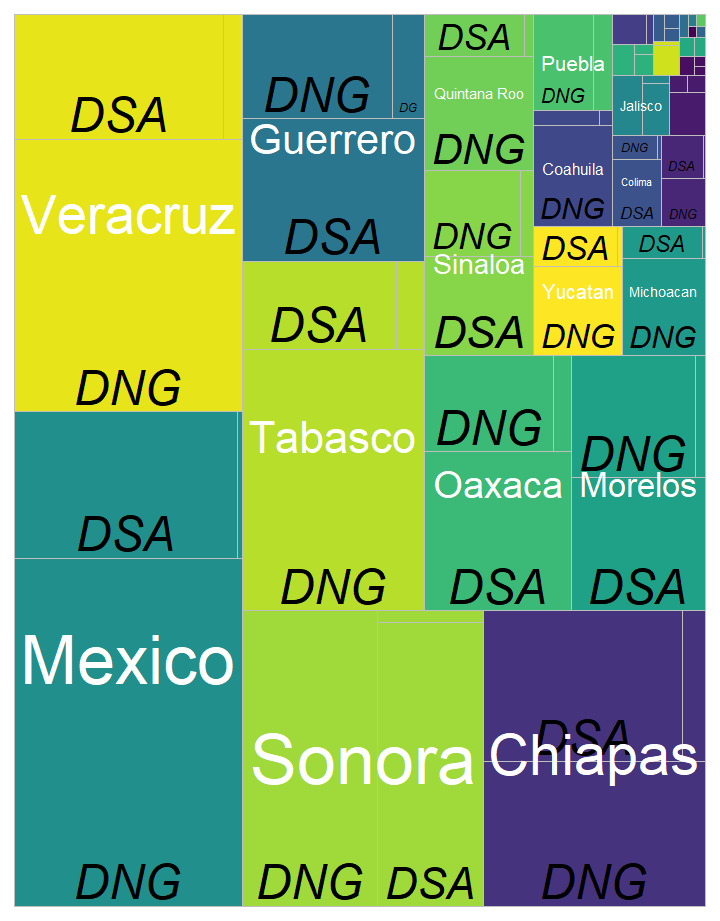 DSA
Veracruz
DNG
DSA
Mexico
DNG
DNG
DG
Guerrero
DSA
DSA
Tabasco
DNG
DSA
Quintana Roo
DNG
DNG
Sinaloa
DSA
Puebla
DNG
Coahuila
DNG
Jalisco
DNG
Colima
DSA
DSA
DNG
DSA
Yucatan
DNG
DSA
Michoacan
DNG
DNG
Oaxaca
DSA
DNG
Morelos
DSA
Sonora
DNG
DSA
DSA
Chiapas
DNG